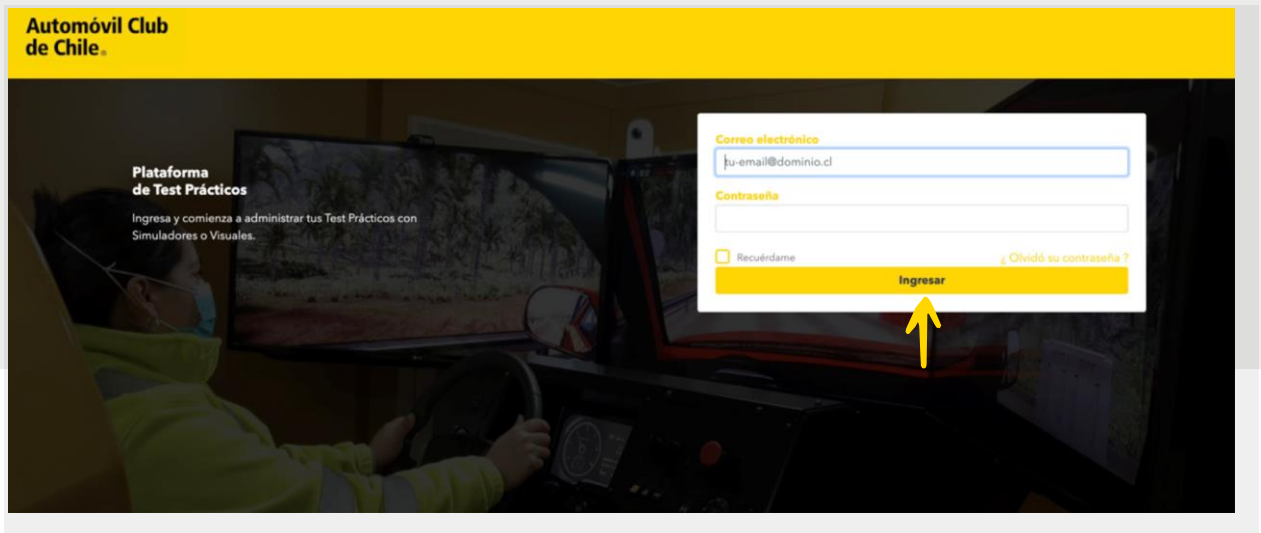 Automóvil Club
de Chile
Plataforma
de Test Prácticos
Ingresa y comienza a administrar tus Test Prácticos con
Simuladores o Visuales.
Correo electrónico
tu-email@dominio.cl
Contraseña
Recuérdame
¿ Olvidó su contraseña ?
Ingresar